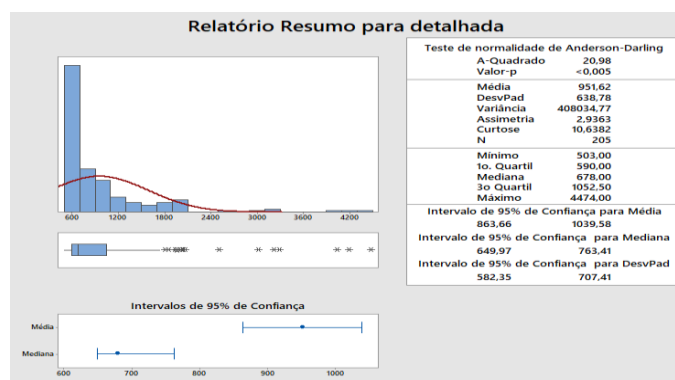 Relatório Resumo para detalhada
600 1200 1800 2400 3000 3600 4200
Intervalos de 95% de Confiança
Média
Mediana
600 700 800 900 1000
Teste de normalidade de Anderson-Darling
A-Quadrado 20,98
Valor-p <0,005
Média 951,62
DesvPad 638,78
Variância 408034,77
Assimetria 2,9363
Curtose 10,6382
N 205
Mínimo 503,00
1o. Quartil 590,00
Mediana 678,00
3o Quartil 1052,50
Máximo 4474,00
Intervalo de 95% de Confiança para Média
863,66 1039,58
Intervalo de 95% de Confiança para Mediana
649,97 763,41
Intervalo de 95% de Confiança para DesvPad
582,35 707,41